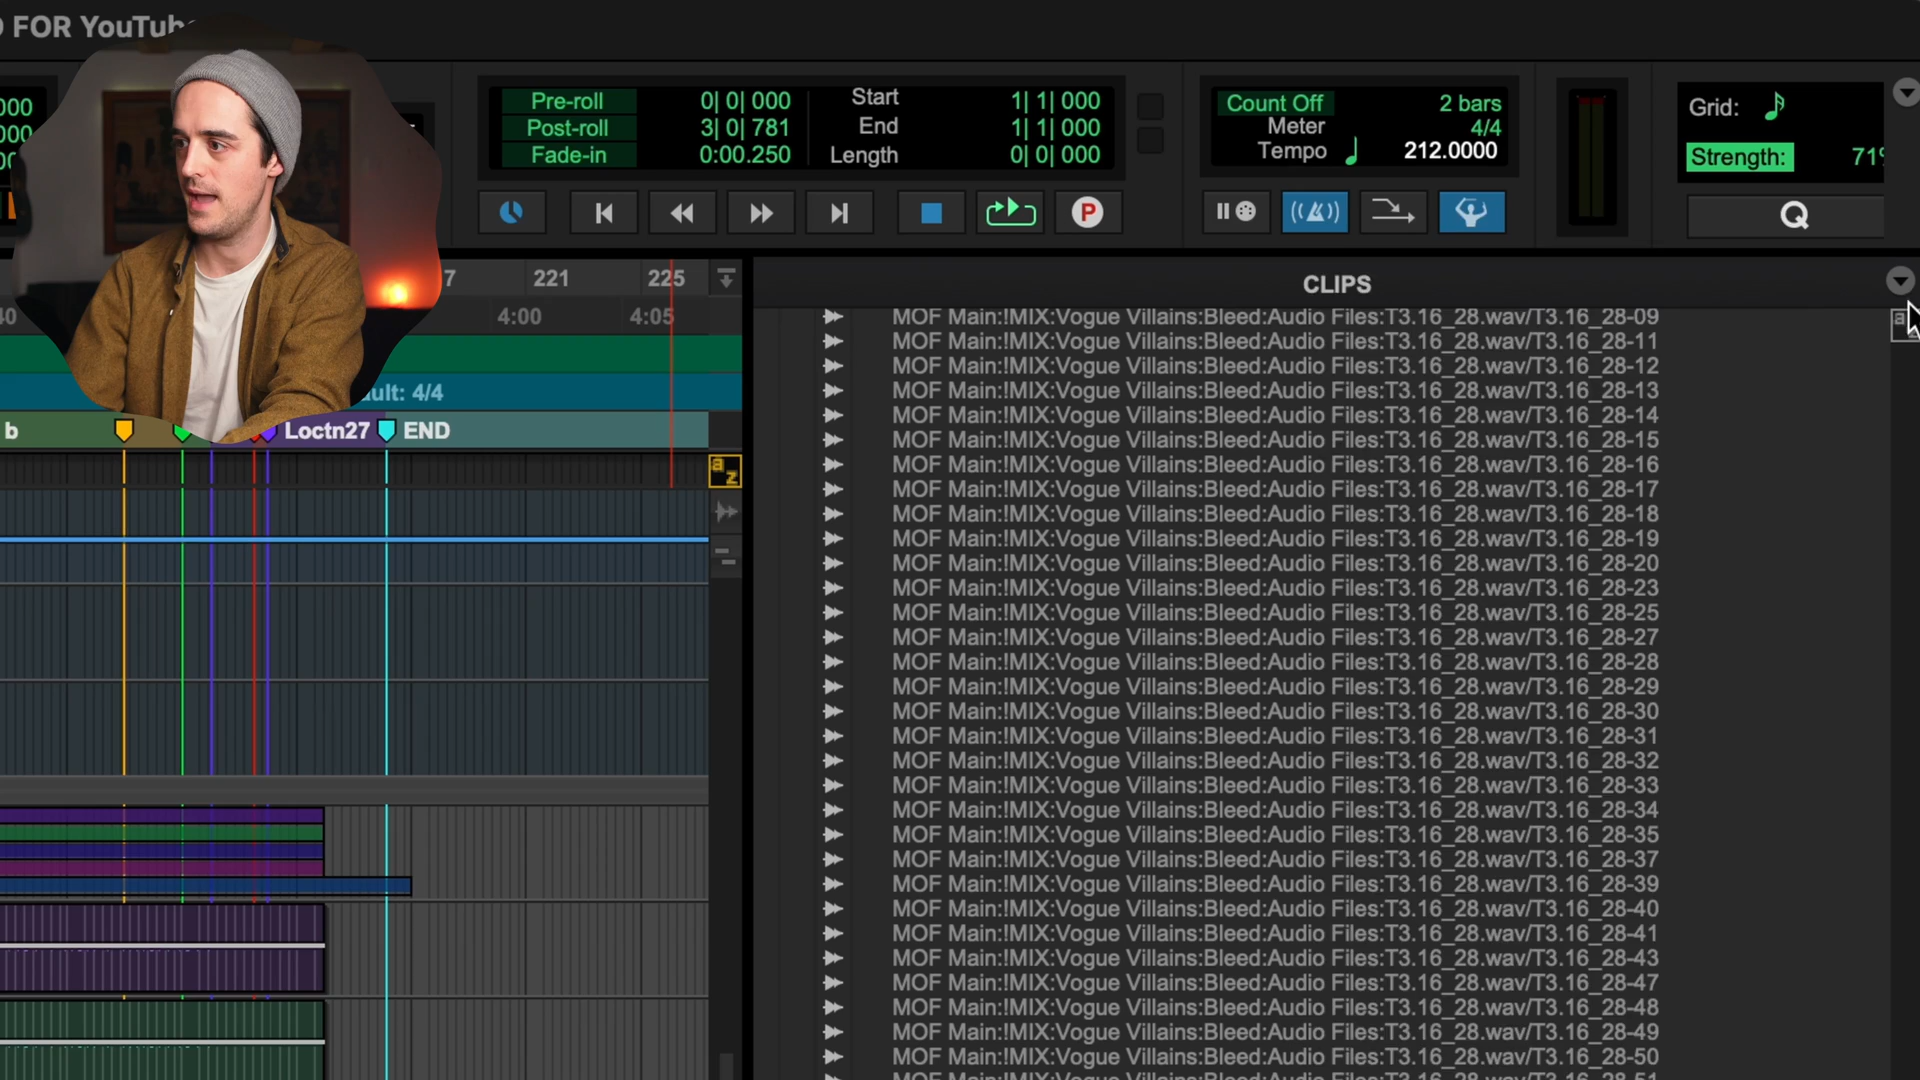 FOR YouTub
000
000
Pre-roll 0| 0| 000
Post-roll 3| 0| 781
Fade-in 0:00.250
Start 1| 1| 000
End 1| 1| 000
Length 0| 0| 000
Count Off 2 bars
Meter 4/4
Tempo 212.0000
Grid:
Strength: 71
P
Q
7 221 225
40 4:00 4:05
ault: 4/4
b Loctn27 END
a z
CLIPS
a
MOF Main:!MIX:Vogue Villains:Bleed:Audio Files:T3.16_28.wav/T3.16_28-09
MOF Main:!MIX:Vogue Villains:Bleed:Audio Files:T3.16_28.wav/T3.16_28-11
MOF Main:!MIX:Vogue Villains:Bleed:Audio Files:T3.16_28.wav/T3.16_28-12
MOF Main:!MIX:Vogue Villains:Bleed:Audio Files:T3.16_28.wav/T3.16_28-13
MOF Main:!MIX:Vogue Villains:Bleed:Audio Files:T3.16_28.wav/T3.16_28-14
MOF Main:!MIX:Vogue Villains:Bleed:Audio Files:T3.16_28.wav/T3.16_28-15
MOF Main:!MIX:Vogue Villains:Bleed:Audio Files:T3.16_28.wav/T3.16_28-16
MOF Main:!MIX:Vogue Villains:Bleed:Audio Files:T3.16_28.wav/T3.16_28-17
MOF Main:!MIX:Vogue Villains:Bleed:Audio Files:T3.16_28.wav/T3.16_28-18
MOF Main:!MIX:Vogue Villains:Bleed:Audio Files:T3.16_28.wav/T3.16_28-19
MOF Main:!MIX:Vogue Villains:Bleed:Audio Files:T3.16_28.wav/T3.16_28-20
MOF Main:!MIX:Vogue Villains:Bleed:Audio Files:T3.16_28.wav/T3.16_28-23
MOF Main:!MIX:Vogue Villains:Bleed:Audio Files:T3.16_28.wav/T3.16_28-25
MOF Main:!MIX:Vogue Villains:Bleed:Audio Files:T3.16_28.wav/T3.16_28-27
MOF Main:!MIX:Vogue Villains:Bleed:Audio Files:T3.16_28.wav/T3.16_28-28
MOF Main:!MIX:Vogue Villains:Bleed:Audio Files:T3.16_28.wav/T3.16_28-29
MOF Main:!MIX:Vogue Villains:Bleed:Audio Files:T3.16_28.wav/T3.16_28-30
MOF Main:!MIX:Vogue Villains:Bleed:Audio Files:T3.16_28.wav/T3.16_28-31
MOF Main:!MIX:Vogue Villains:Bleed:Audio Files:T3.16_28.wav/T3.16_28-32
MOF Main:!MIX:Vogue Villains:Bleed:Audio Files:T3.16_28.wav/T3.16_28-33
MOF Main:!MIX:Vogue Villains:Bleed:Audio Files:T3.16_28.wav/T3.16_28-34
MOF Main:!MIX:Vogue Villains:Bleed:Audio Files:T3.16_28.wav/T3.16_28-35
MOF Main:!MIX:Vogue Villains:Bleed:Audio Files:T3.16_28.wav/T3.16_28-37
MOF Main:!MIX:Vogue Villains:Bleed:Audio Files:T3.16_28.wav/T3.16_28-39
MOF Main:!MIX:Vogue Villains:Bleed:Audio Files:T3.16_28.wav/T3.16_28-40
MOF Main:!MIX:Vogue Villains:Bleed:Audio Files:T3.16_28.wav/T3.16_28-41
MOF Main:!MIX:Vogue Villains:Bleed:Audio Files:T3.16_28.wav/T3.16_28-43
MOF Main:!MIX:Vogue Villains:Bleed:Audio Files:T3.16_28.wav/T3.16_28-47
MOF Main:!MIX:Vogue Villains:Bleed:Audio Files:T3.16_28.wav/T3.16_28-48
MOF Main:!MIX:Vogue Villains:Bleed:Audio Files:T3.16_28.wav/T3.16_28-49
MOF Main:!MIX:Vogue Villains:Bleed:Audio Files:T3.16_28.wav/T3.16_28-50